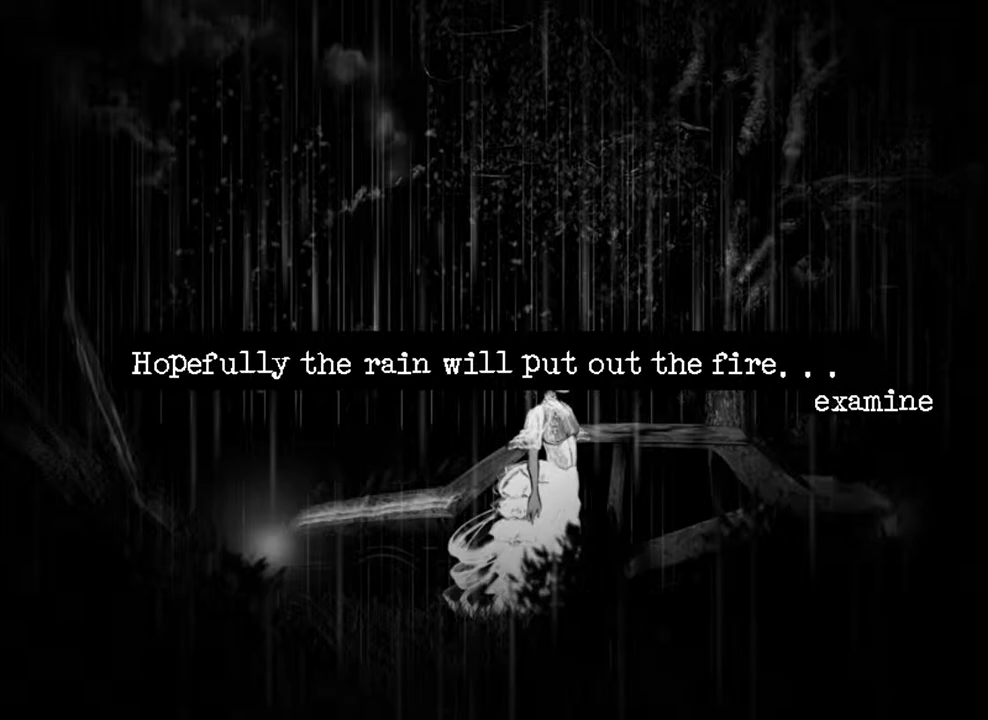 Hopefully the rain will put out the fire. . .
examine